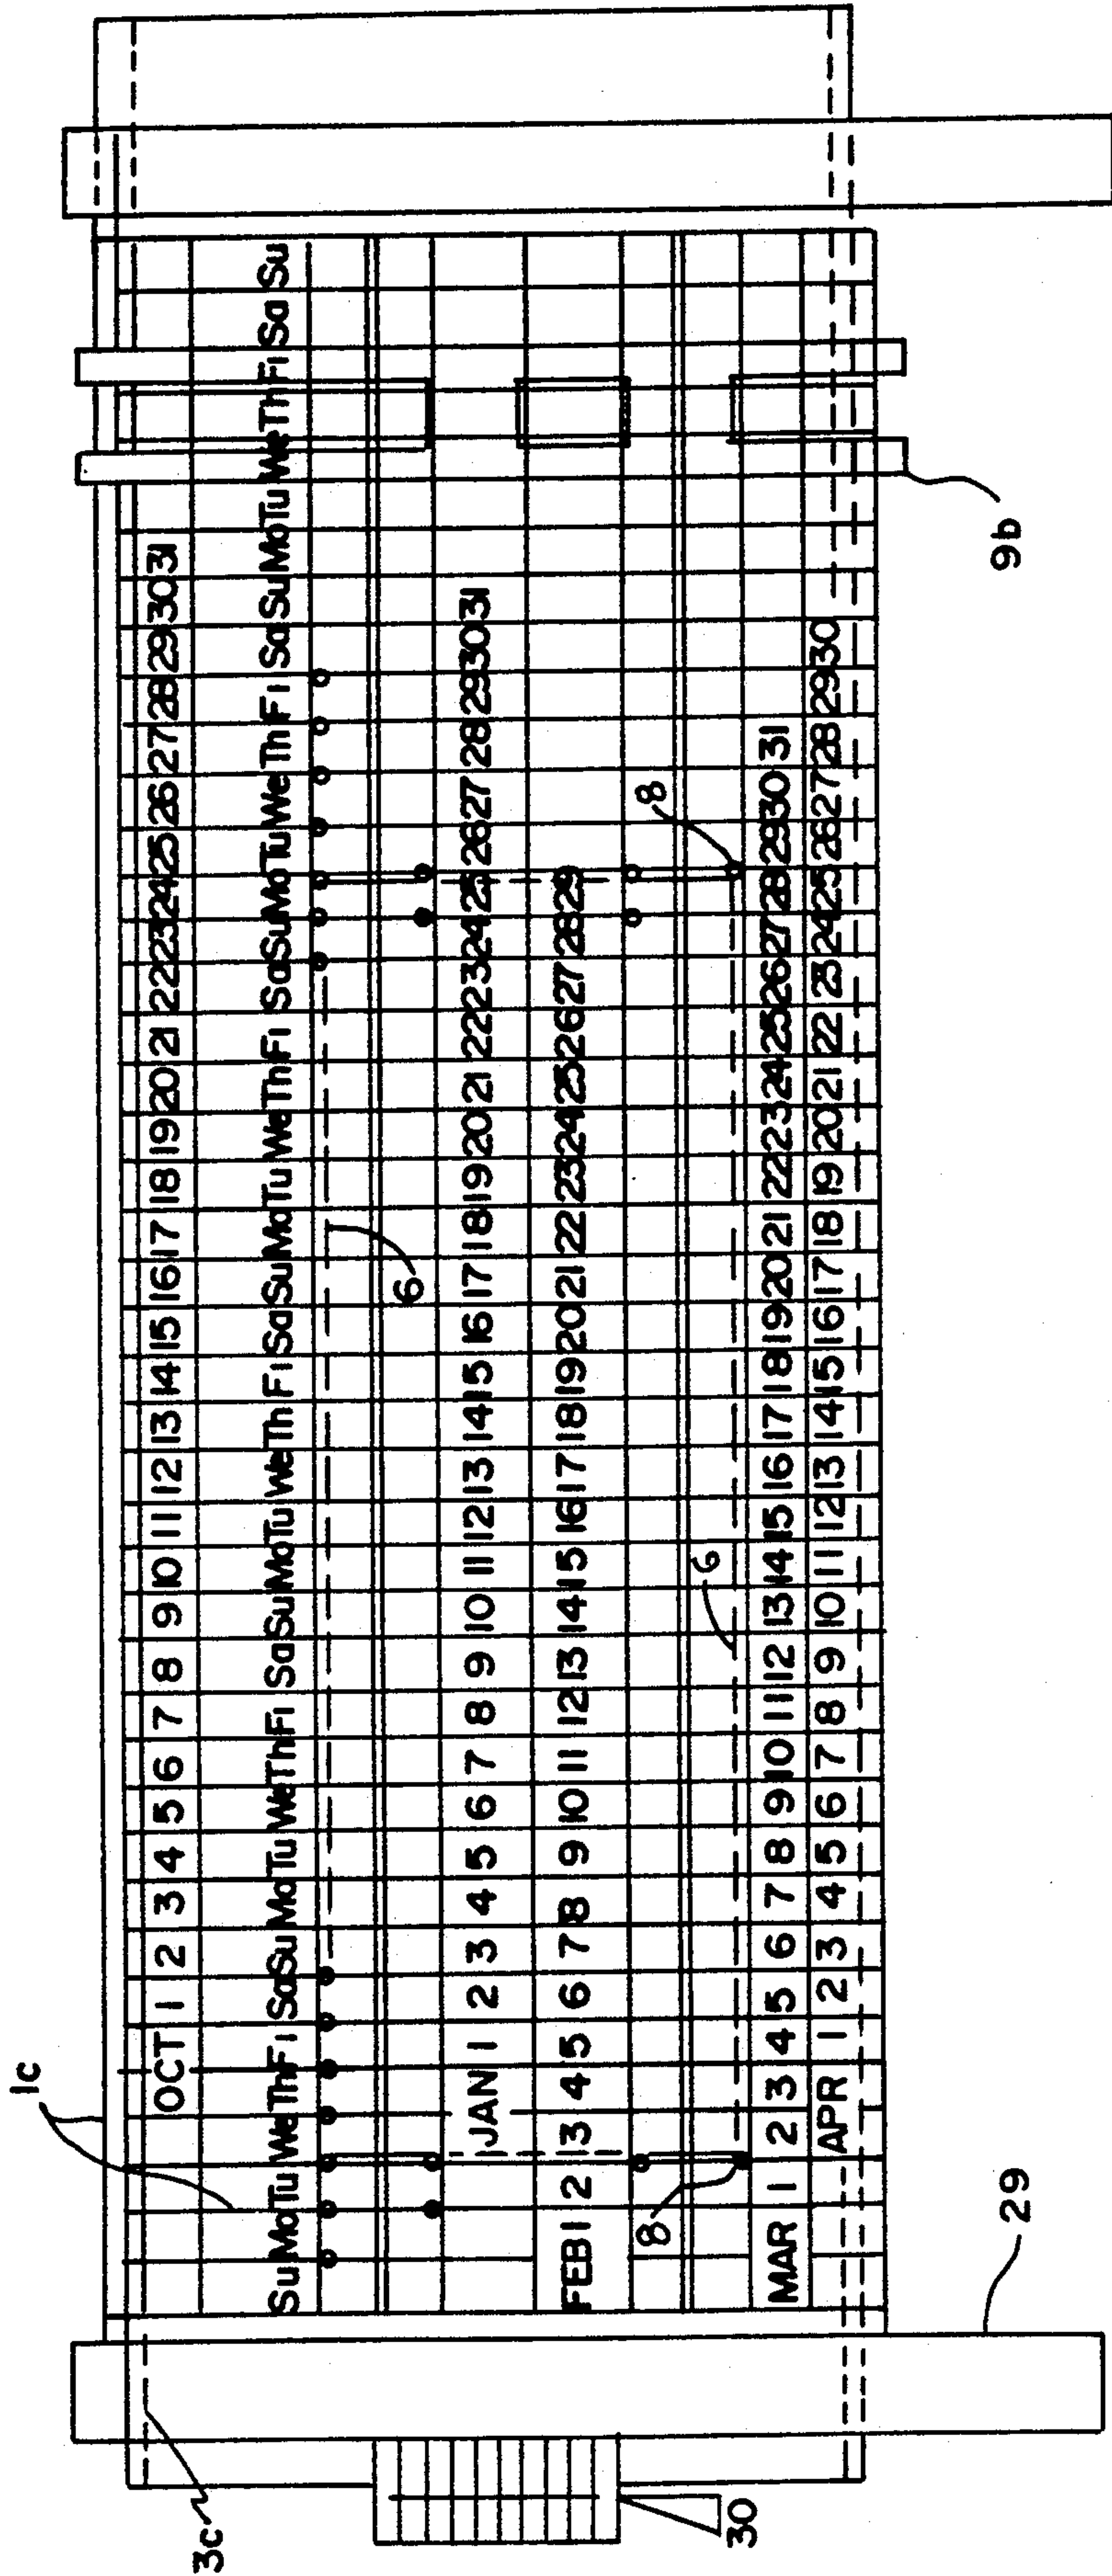 1c
3c
OCT 1 2 3 4 5 6 7 8 9 10 11 12 13 14 15 16 17 18 19 20 21 22 23 24 25 26 27 28 29 30 31
Su Mo Tu We Th Fi Sa Su Mo Tu We Th Fi Sa Su Mo Tu We Th Fi Sa Su Mo Tu We Th Fi Sa Su Mo Tu We Th Fi Sa Su Mo Tu We Th Fi Sa Su
6
JAN 1 2 3 4 5 6 7 8 9 10 11 12 13 14 15 16 17 18 19 20 21 22 23 24 25 26 27 28 29 30 31
FEB 1 2 3 4 5 6 7 8 9 10 11 12 13 14 15 16 17 18 19 20 21 22 23 24 25 26 27 28 29
8 6 8
MAR 1 2 3 4 5 6 7 8 9 10 11 12 13 14 15 16 17 18 19 20 21 22 23 24 25 26 27 28 29 30 31
APR 1 2 3 4 5 6 7 8 9 10 11 12 13 14 15 16 17 18 19 20 21 22 23 24 25 26 27 28 29 30
30
29
9b